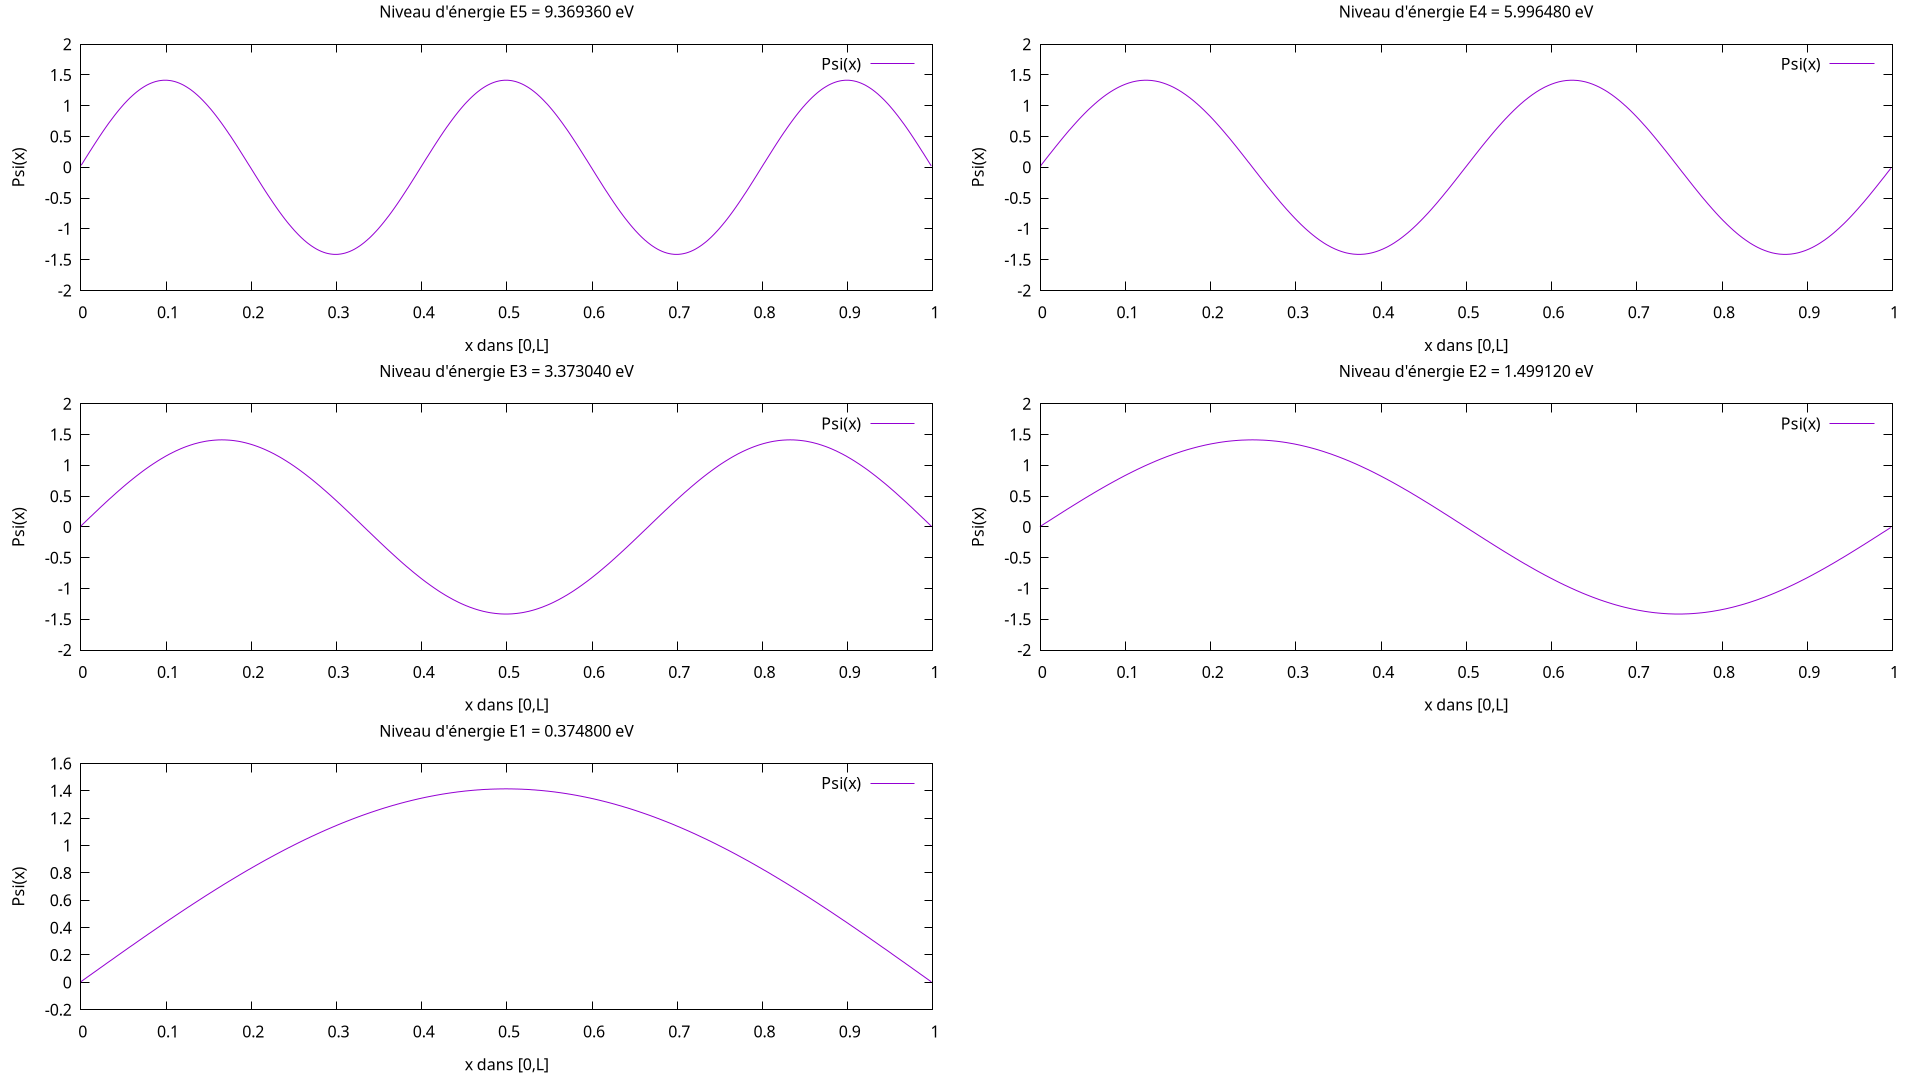 Niveau d'énergie E5 = 9.369360 eV
Psi(x)
2
1.5
1
0.5
0
-0.5
-1
-1.5
-2
Psi(x)
0 0.1 0.2 0.3 0.4 0.5 0.6 0.7 0.8 0.9 1
x dans [0,L]
Niveau d'énergie E4 = 5.996480 eV
Psi(x)
2
1.5
1
0.5
0
-0.5
-1
-1.5
-2
Psi(x)
0 0.1 0.2 0.3 0.4 0.5 0.6 0.7 0.8 0.9 1
x dans [0,L]
Niveau d'énergie E3 = 3.373040 eV
Psi(x)
2
1.5
1
0.5
0
-0.5
-1
-1.5
-2
Psi(x)
0 0.1 0.2 0.3 0.4 0.5 0.6 0.7 0.8 0.9 1
x dans [0,L]
Niveau d'énergie E2 = 1.499120 eV
Psi(x)
2
1.5
1
0.5
0
-0.5
-1
-1.5
-2
Psi(x)
0 0.1 0.2 0.3 0.4 0.5 0.6 0.7 0.8 0.9 1
x dans [0,L]
Niveau d'énergie E1 = 0.374800 eV
Psi(x)
1.6
1.4
1.2
1
0.8
0.6
0.4
0.2
0
-0.2
Psi(x)
0 0.1 0.2 0.3 0.4 0.5 0.6 0.7 0.8 0.9 1
x dans [0,L]